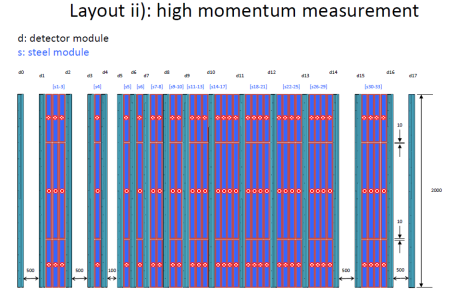 Layout ii): high momentum measurement
d: detector module
s: steel module
d0 d1 d2 d3 d4 d5 d6 d7 d8 d9 d10 d11 d12 d13 d14 d15 d16 d17
[s1-3] [s4] [s5] [s6] [s7-8] [s9-10] [s11-13] [s14-17] [s18-21] [s22-25] [s26-29] [s30-33]
10
2000
10
500 500 100 500 500